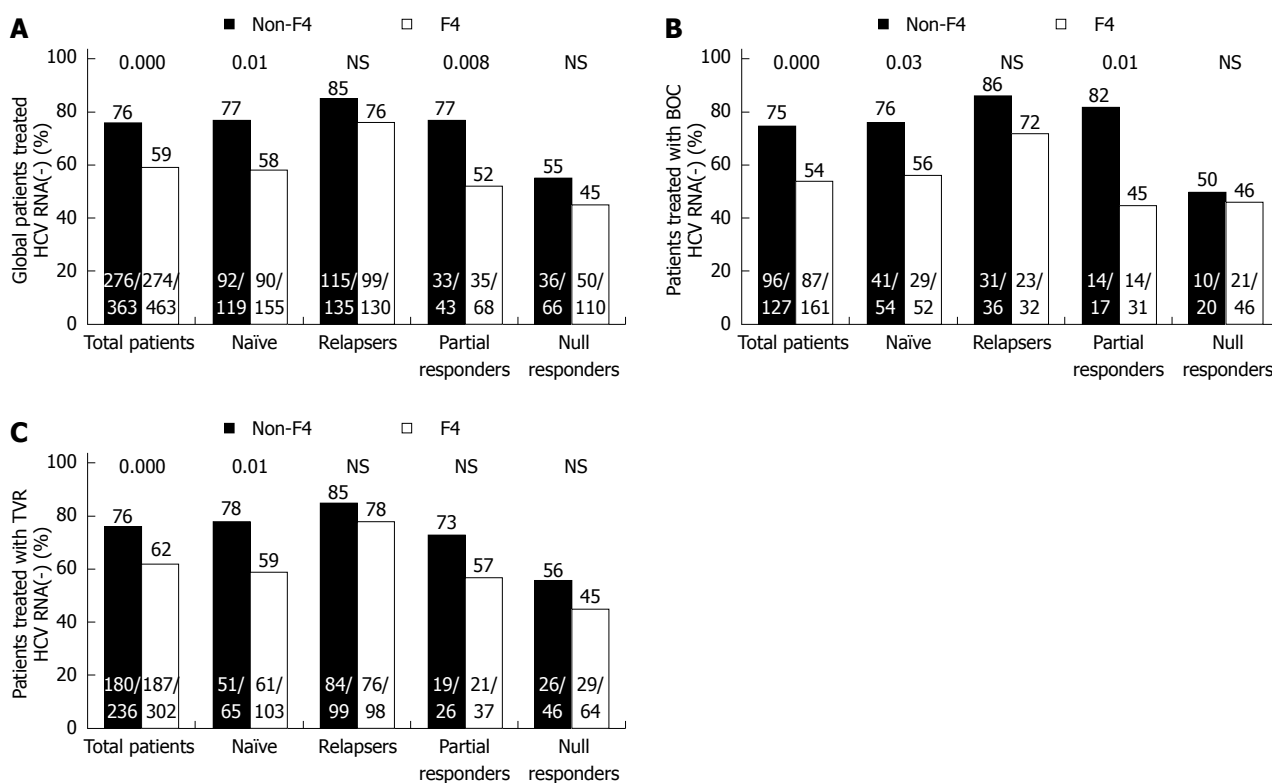 A
Non-F4 F4
Global patients treated
HCV RNA(-) (%)
100
80
60
40
20
0
0.000 0.01 NS 0.008 NS
76 59 77 58 85 76 77 52 55 45
276/ 274/ 92/ 90/ 115/ 99/ 33/ 35/ 36/ 50/
363 463 119 155 135 130 43 68 66 110
Total patients Naïve Relapsers Partial Null
responders responders
B
Non-F4 F4
Patients treated with BOC
HCV RNA(-) (%)
100
80
60
40
20
0
0.000 0.03 NS 0.01 NS
75 54 76 56 86 72 82 45 50 46
96/ 87/ 41/ 29/ 31/ 23/ 14/ 14/ 10/ 21/
127 161 54 52 36 32 17 31 20 46
Total patients Naïve Relapsers Partial Null
responders responders
C
Non-F4 F4
Patients treated with TVR
HCV RNA(-) (%)
100
80
60
40
20
0
0.000 0.01 NS NS NS
76 62 78 59 85 78 73 57 56 45
180/ 187/ 51/ 61/ 84/ 76/ 19/ 21/ 26/ 29/
236 302 65 103 99 98 26 37 46 64
Total patients Naïve Relapsers Partial Null
responders responders